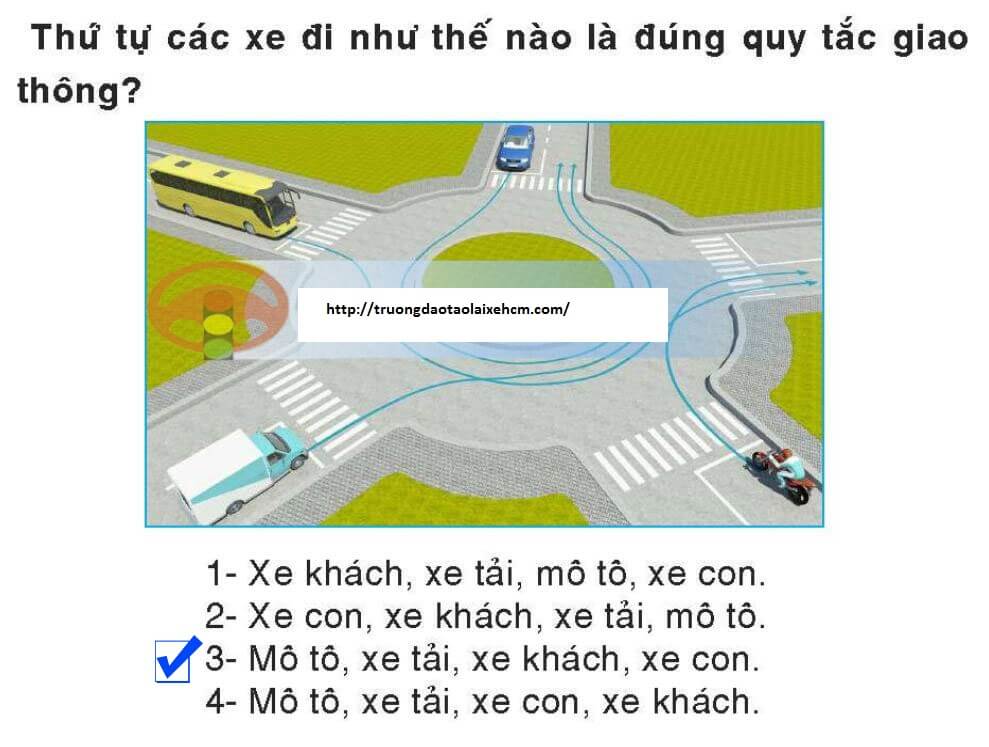 Thứ tự các xe đi như thế nào là đúng quy tắc giao
thông?
http://truongdaotaolaixehcm.com/
1- Xe khách, xe tải, mô tô, xe con.
2- Xe con, xe khách, xe tải, mô tô.
3- Mô tô, xe tải, xe khách, xe con.
4- Mô tô, xe tải, xe con, xe khách.